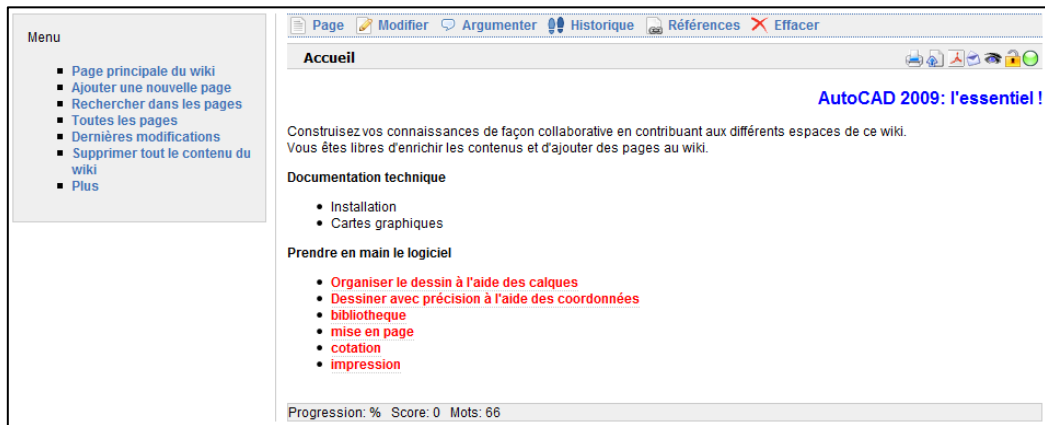 Menu
Page principale du wiki
Ajouter une nouvelle page
Rechercher dans les pages
Toutes les pages
Dernières modifications
Supprimer tout le contenu du
wiki
Plus
Page Modifier Argumenter Historique Références Effacer
Accueil
AutoCAD 2009: l'essentiel !
Construisez vos connaissances de façon collaborative en contribuant aux différents espaces de ce wiki.
Vous êtes libres d'enrichir les contenus et d'ajouter des pages au wiki.
Documentation technique
Installation
Cartes graphiques
Prendre en main le logiciel
Organiser le dessin à l'aide des calques
Dessiner avec précision à l'aide des coordonnées
bibliotheque
mise en page
cotation
impression
Progression: % Score: 0 Mots: 66